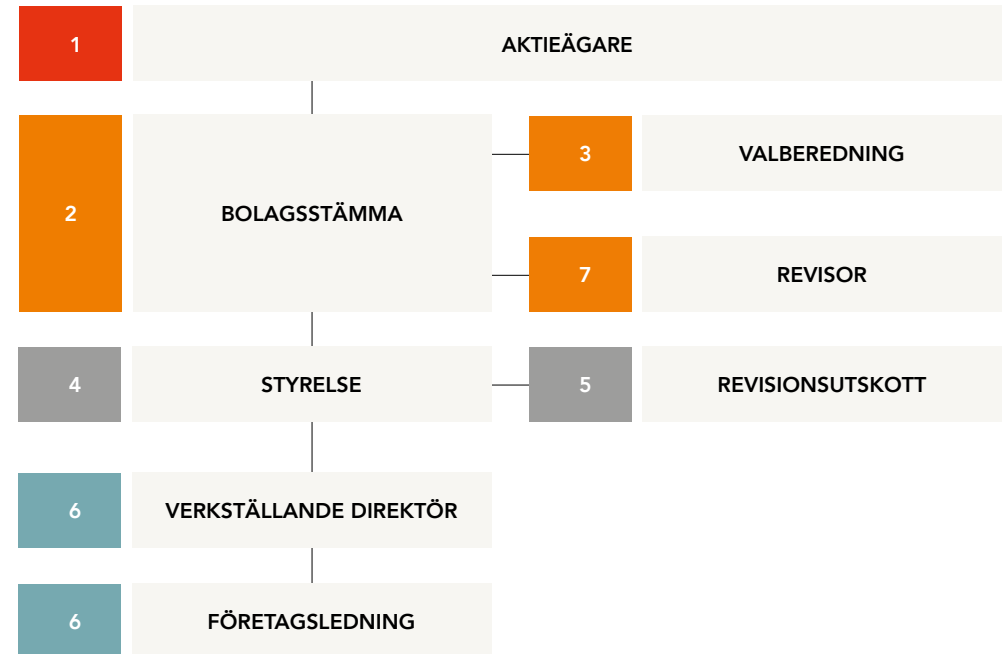 1
AKTIEÄGARE
2
BOLAGSSTÄMMA
3
VALBEREDNING
7
REVISOR
4
STYRELSE
5
REVISIONSUTSKOTT
6
VERKSTÄLLANDE DIREKTÖR
6
FÖRETAGSLEDNING